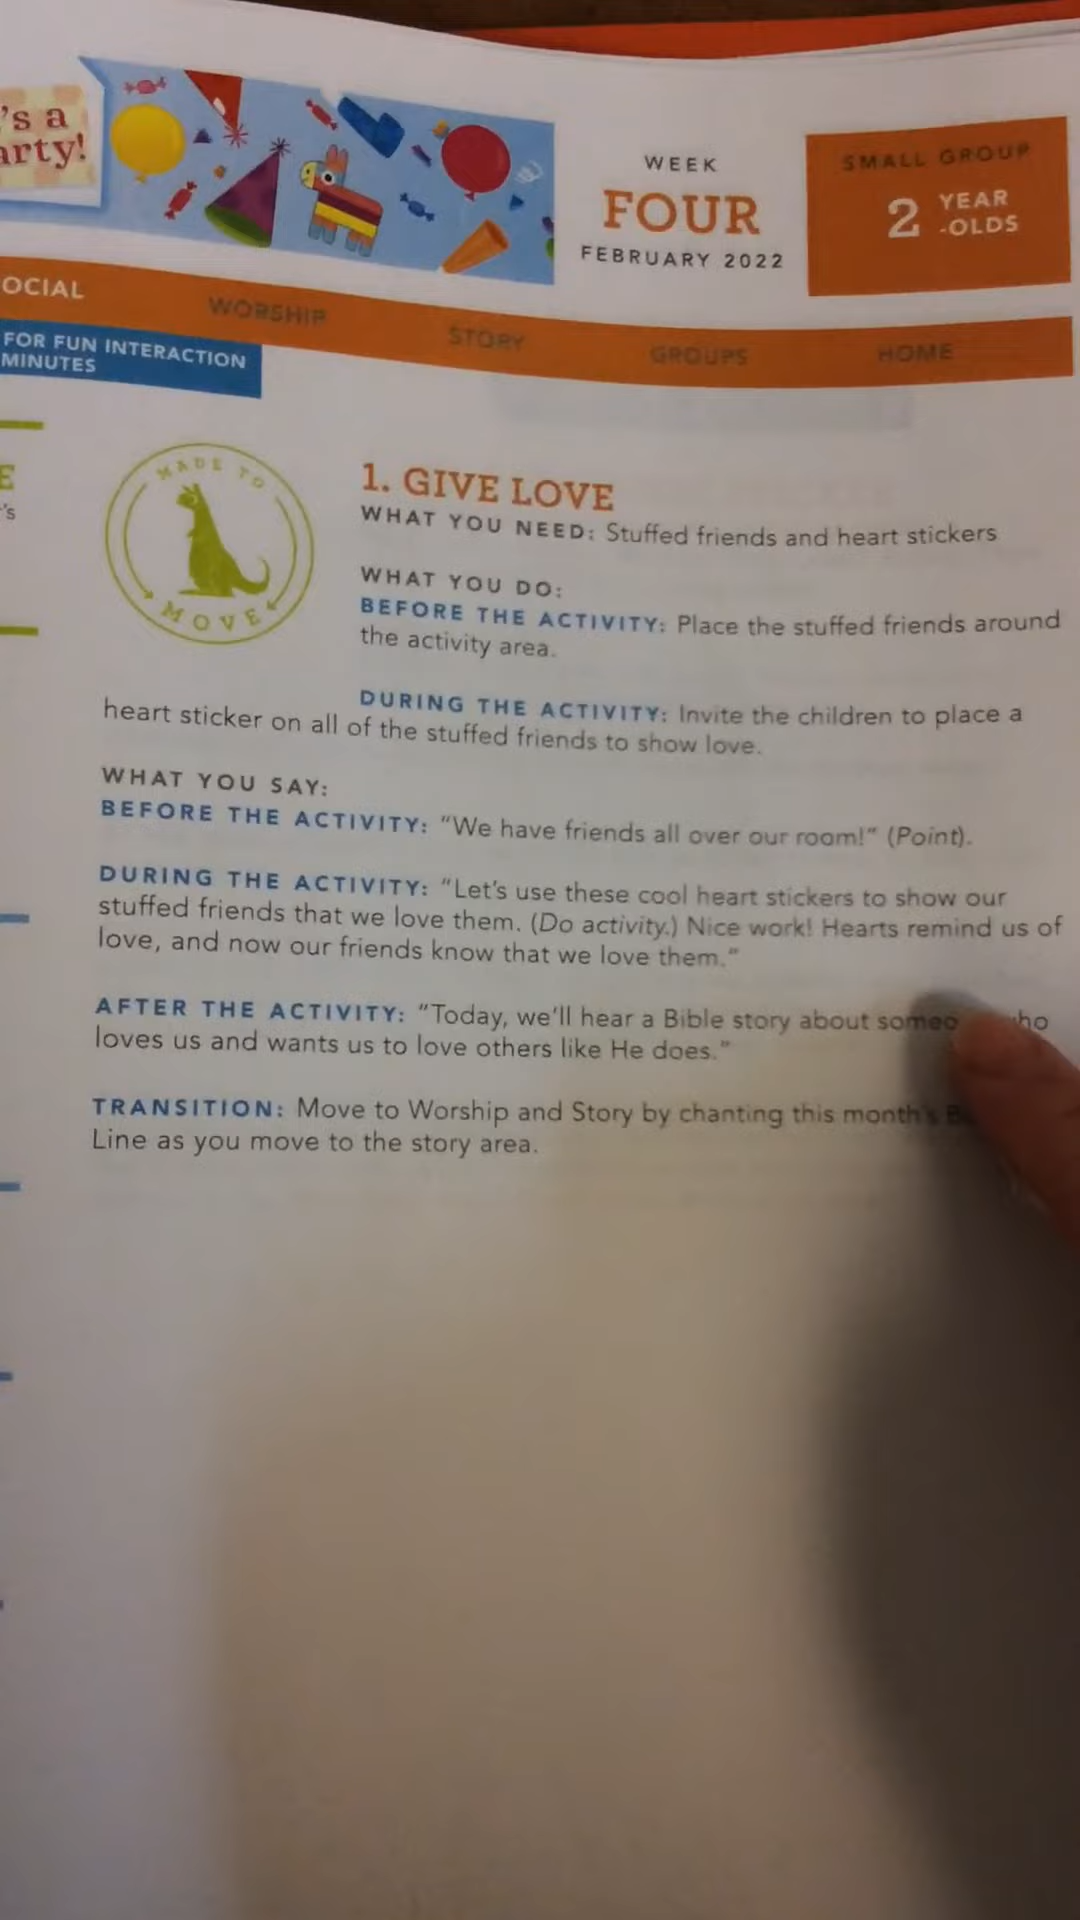 's a
arty!
WEEK
FOUR
FEBRUARY 2022
SMALL GROUP
2 YEAR
-OLDS
OCIAL
WORSHIP
STORY
GROUPS
HOME
FOR FUN INTERACTION
MINUTES
E
's
MADE TO
MOVE
1. GIVE LOVE
WHAT YOU NEED: Stuffed friends and heart stickers
WHAT YOU DO:
BEFORE THE ACTIVITY: Place the stuffed friends around
the activity area.
DURING THE ACTIVITY: Invite the children to place a
heart sticker on all of the stuffed friends to show love.
WHAT YOU SAY:
BEFORE THE ACTIVITY: "We have friends all over our room!" (Point).
DURING THE ACTIVITY: "Let's use these cool heart stickers to show our
stuffed friends that we love them. (Do activity.) Nice work! Hearts remind us of
love, and now our friends know that we love them."
AFTER THE ACTIVITY: "Today, we'll hear a Bible story about someo ho
loves us and wants us to love others like He does."
TRANSITION: Move to Worship and Story by chanting this month's
Line as you move to the story area.